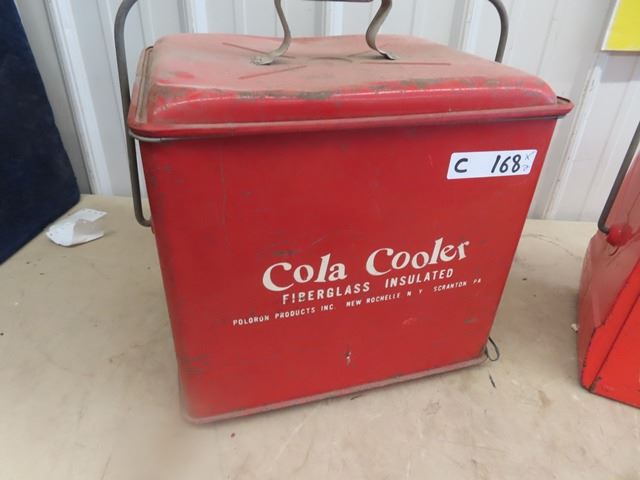 C 168
Cola Cooler
FIBERGLASS INSULATED
POLORON PRODUCTS INC. NEW ROCHELLE N Y SCRANTON PA